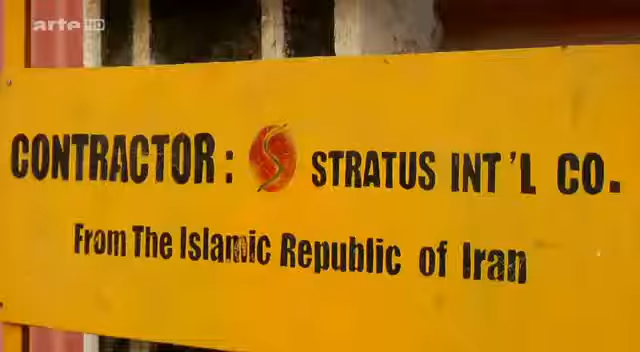 arte HD
CONTRACTOR: STRATUS INT'L CO.
From The Islamic Republic of Iran